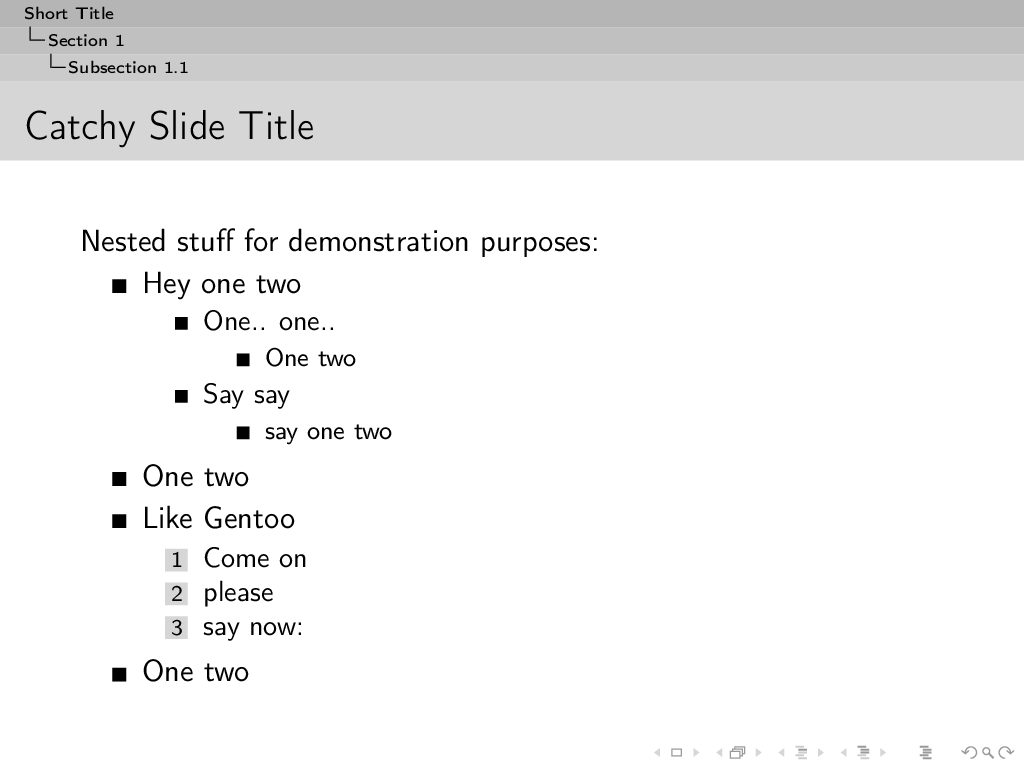 Short Title
Section 1
Subsection 1.1
Catchy Slide Title
Nested stuff for demonstration purposes:
Hey one two
One.. one..
One two
Say say
say one two
One two
Like Gentoo
1 Come on
2 please
3 say now:
One two